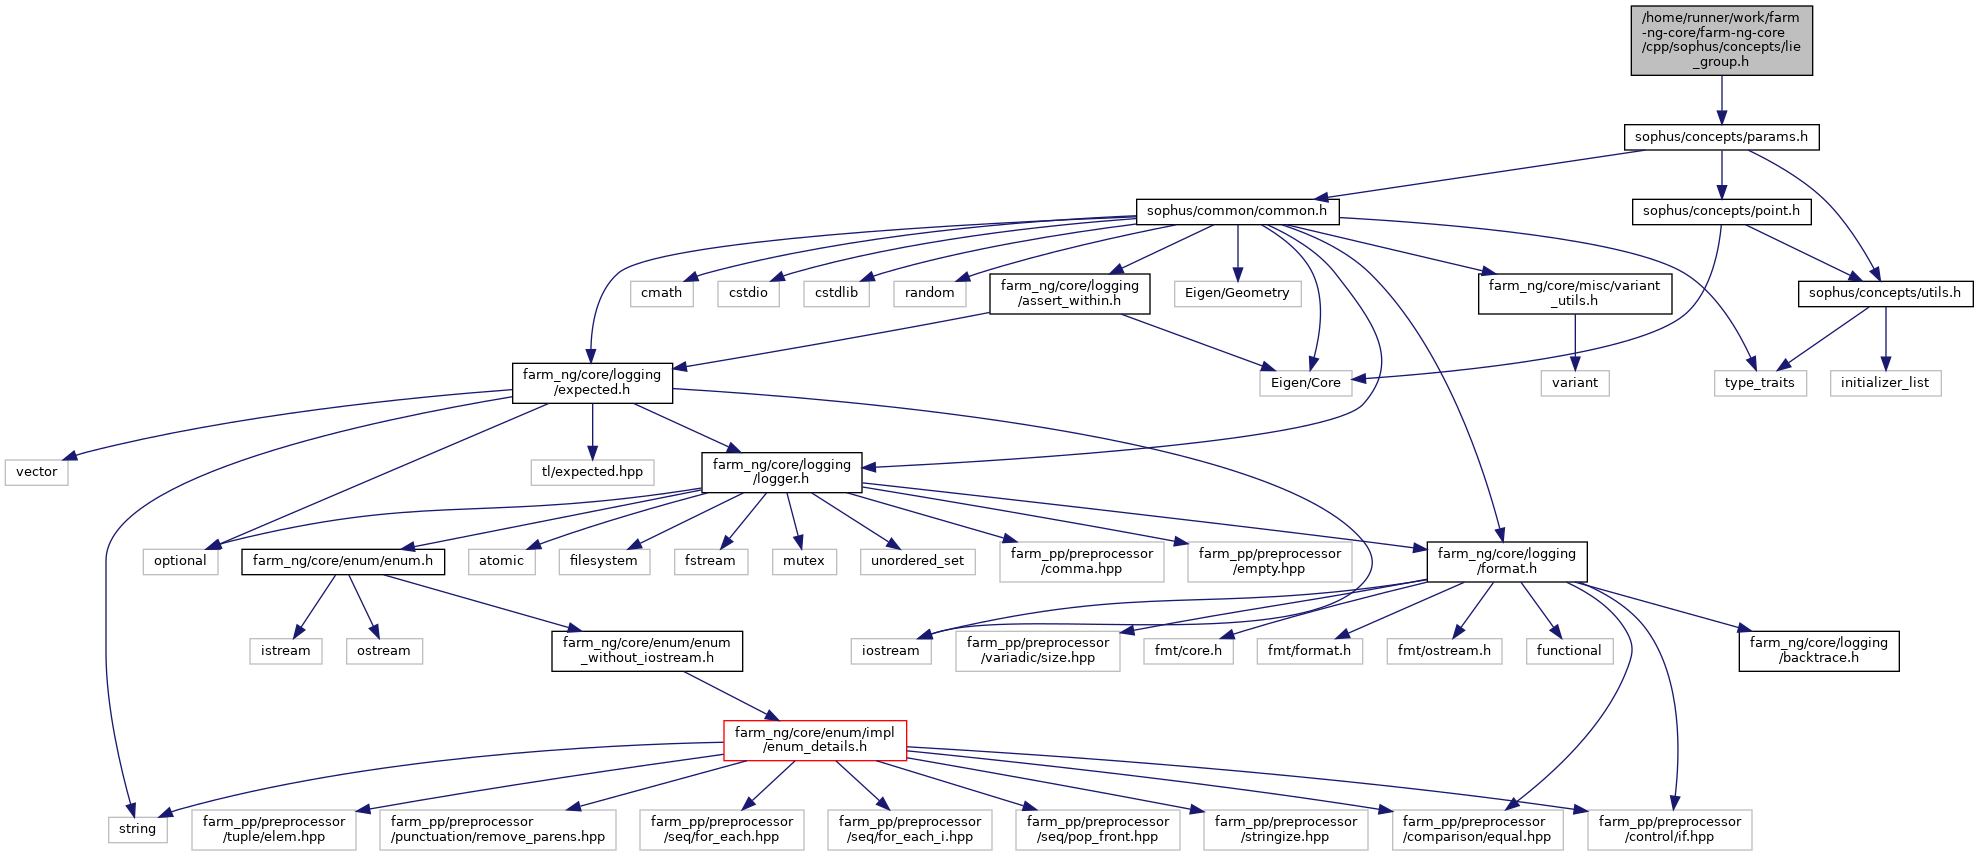 /home/runner/work/farm
-ng-core/farm-ng-core
/cpp/sophus/concepts/lie
_group.h
sophus/concepts/params.h
sophus/common/common.h
sophus/concepts/point.h
cmath
cstdio
cstdlib
random
farm_ng/core/logging
/assert_within.h
Eigen/Geometry
farm_ng/core/misc/variant
_utils.h
sophus/concepts/utils.h
farm_ng/core/logging
/expected.h
Eigen/Core
variant
type_traits
initializer_list
vector
tl/expected.hpp
farm_ng/core/logging
/logger.h
optional
farm_ng/core/enum/enum.h
atomic
filesystem
fstream
mutex
unordered_set
farm_pp/preprocessor
/comma.hpp
farm_pp/preprocessor
/empty.hpp
farm_ng/core/logging
/format.h
istream
ostream
farm_ng/core/enum/enum
_without_iostream.h
iostream
farm_pp/preprocessor
/variadic/size.hpp
fmt/core.h
fmt/format.h
fmt/ostream.h
functional
farm_ng/core/logging
/backtrace.h
farm_ng/core/enum/impl
/enum_details.h
string
farm_pp/preprocessor
/tuple/elem.hpp
farm_pp/preprocessor
/punctuation/remove_parens.hpp
farm_pp/preprocessor
/seq/for_each.hpp
farm_pp/preprocessor
/seq/for_each_i.hpp
farm_pp/preprocessor
/seq/pop_front.hpp
farm_pp/preprocessor
/stringize.hpp
farm_pp/preprocessor
/comparison/equal.hpp
farm_pp/preprocessor
/control/if.hpp